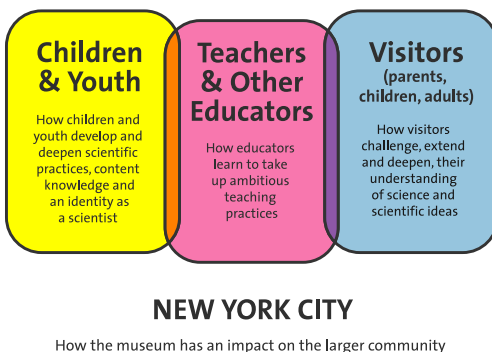 Children
& Youth
How children and
youth develop and
deepen scientific
practices, content
knowledge and
an identity as
a scientist
Teachers
& Other
Educators
How educators
learn to take
up ambitious
teaching
practices
Visitors
(parents,
children, adults)
How visitors
challenge, extend
and deepen, their
understanding
of science and
scientific ideas
NEW YORK CITY
How the museum has an impact on the larger community